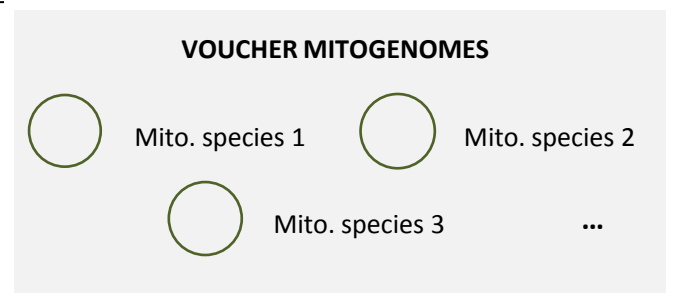 VOUCHER MITOGENOMES
Mito. species 1 Mito. species 2
Mito. species 3 ...